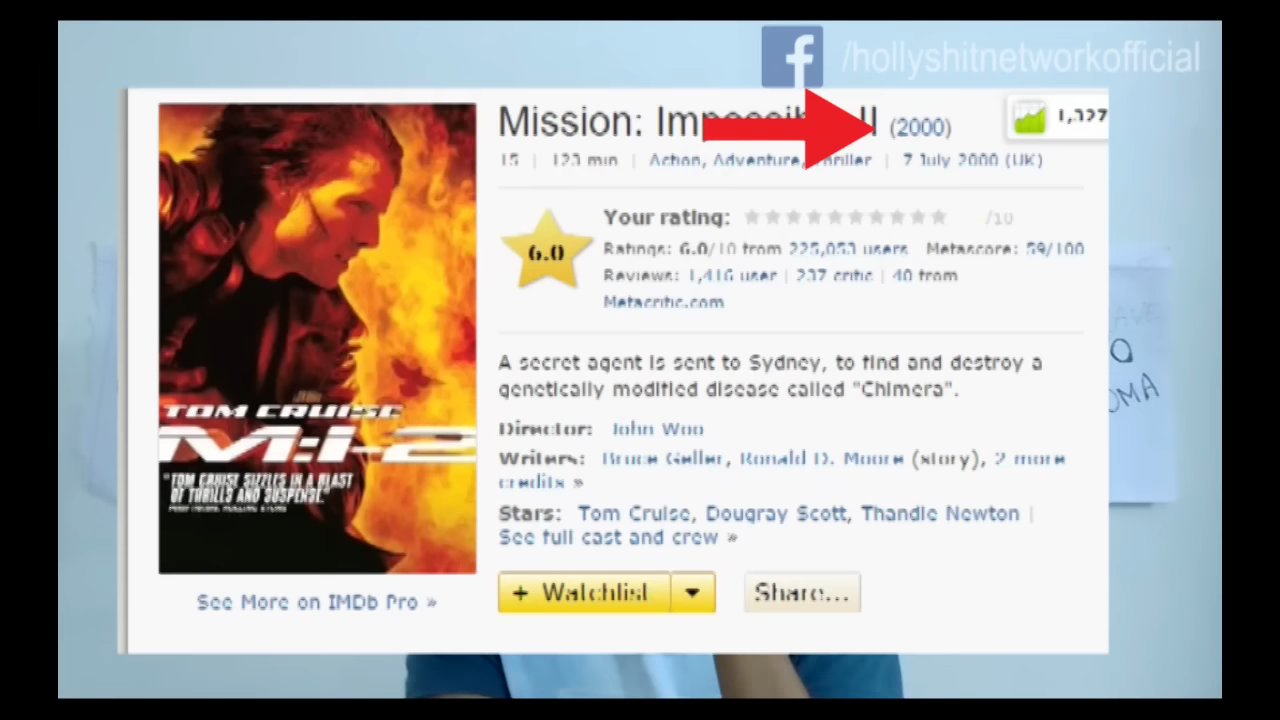 f /hollyshitnetworkofficial
Mission: Impossible II (2000)
1,327
15 | 123 min | Action, Adventure, Thriller | 7 July 2000 (UK)
Your rating: /10
6.0
Ratings: 6.0/10 from 225,053 users Metascore: 59/100
Reviews: 1,416 user | 237 critic | 40 from
Metacritic.com
A secret agent is sent to Sydney, to find and destroy a
genetically modified disease called "Chimera".
Director: John Woo
Writers: Bruce Geller, Ronald D. Moore (story), 2 more
credits »
Stars: Tom Cruise, Dougray Scott, Thandie Newton |
See full cast and crew »
+ Watchlist
Share...
TOM CRUISE
M:I-2
"TOM CRUISE SIZZLES IN A BLAST
OF THRILLS AND SUSPENSE."
See More on IMDb Pro »
OMA